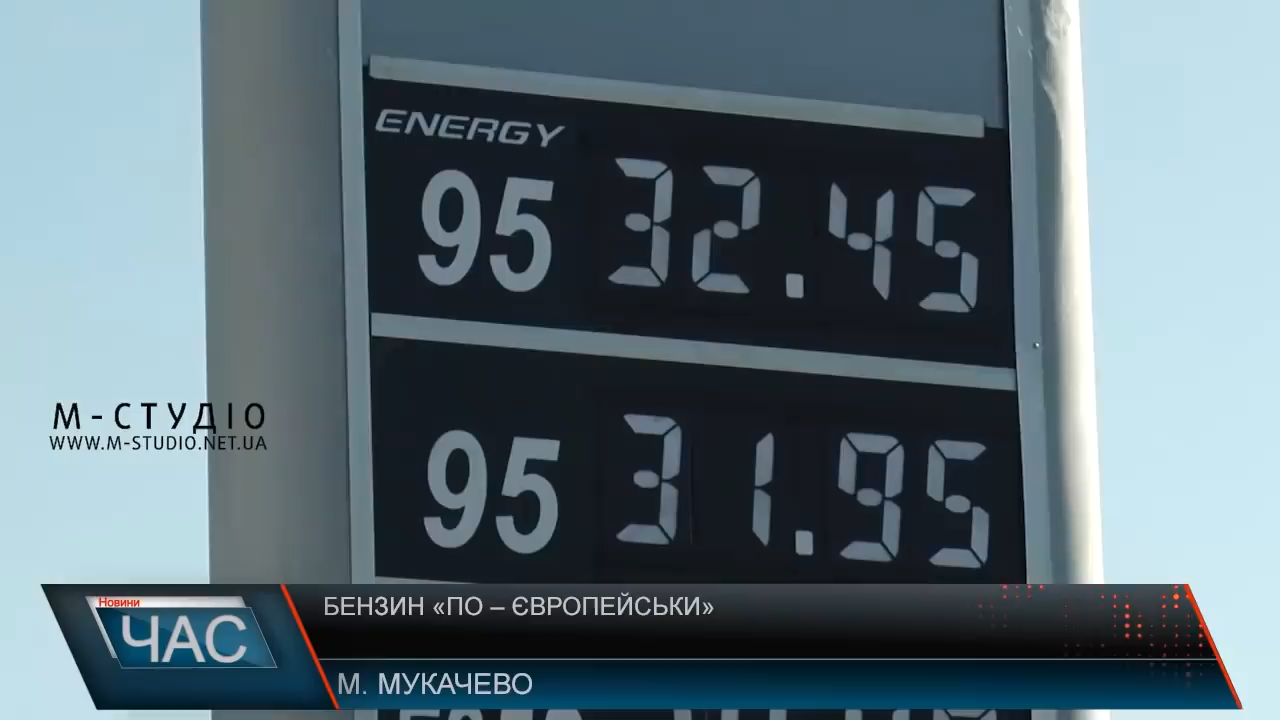 ENERGY
95 32.45
95 31.95
М-СТУДІО
WWW.M-STUDIO.NET.UA
Новини
ЧАС
БЕНЗИН «ПО – ЄВРОПЕЙСЬКИ»
М. МУКАЧЕВО